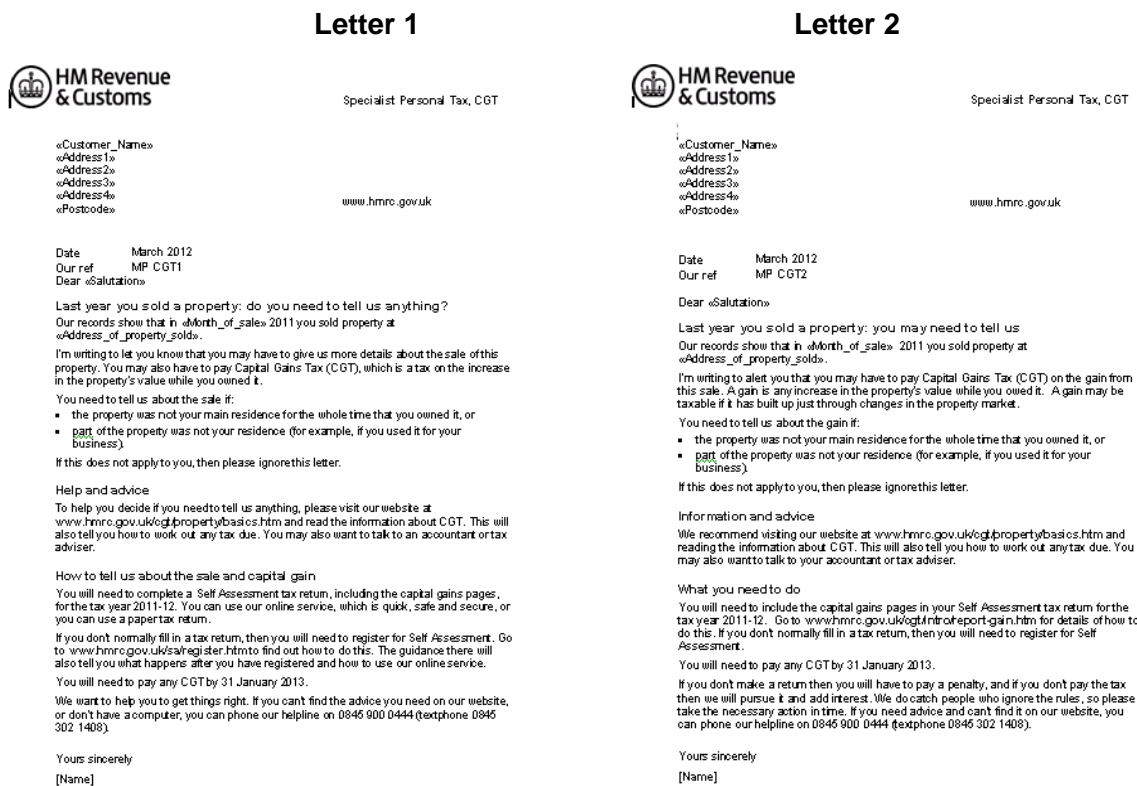 Letter 1
HM Revenue
& Customs
Specialist Personal Tax, CGT
«Customer_Name»
«Address1»
«Address2»
«Address3»
«Address4»
«Postcode»
www.hmrc.gov.uk
Date March 2012
Our ref MP CGT1
Dear «Salutation»
Last year you sold a property: do you need to tell us anything?
Our records show that in «Month_of_sale» 2011 you sold property at
«Address_of_property_sold».
I'm writing to let you know that you may have to give us more details about the sale of this
property. You may also have to pay Capital Gains Tax (CGT), which is a tax on the increase
in the property's value while you owned it.
You need to tell us about the sale if:
▪ the property was not your main residence for the whole time that you owned it, or
▪ part of the property was not your residence (for example, if you used it for your
business).
If this does not apply to you, then please ignore this letter.
Help and advice
To help you decide if you need to tell us anything, please visit our website at
www.hmrc.gov.uk/cgt/property/basics.htm and read the information about CGT. This will
also tell you how to work out any tax due. You may also want to talk to an accountant or tax
adviser.
How to tell us about the sale and capital gain
You will need to complete a Self Assessment tax return, including the capital gains pages,
for the tax year 2011-12. You can use our online service, which is quick, safe and secure, or
you can use a paper tax return.
If you don't normally fill in a tax return, then you will need to register for Self Assessment. Go
to www.hmrc.gov.uk/sa/register.htm to find out how to do this. The guidance there will
also tell you what happens after you have registered and how to use our online service.
You will need to pay any CGT by 31 January 2013.
We want to help you to get things right. If you can't find the advice you need on our website,
or don't have a computer, you can phone our helpline on 0845 900 0444 (textphone 0845
302 1408).
Yours sincerely
[Name]
Letter 2
HM Revenue
& Customs
Specialist Personal Tax, CGT
«Customer_Name»
«Address1»
«Address2»
«Address3»
«Address4»
«Postcode»
www.hmrc.gov.uk
Date March 2012
Our ref MP CGT2
Dear «Salutation»
Last year you sold a property: you may need to tell us
Our records show that in «Month_of_sale» 2011 you sold property at
«Address_of_property_sold».
I'm writing to alert you that you may have to pay Capital Gains Tax (CGT) on the gain from
this sale. A gain is any increase in the property's value while you owed it. A gain may be
taxable if it has built up just through changes in the property market.
You need to tell us about the gain if:
▪ the property was not your main residence for the whole time that you owned it, or
▪ part of the property was not your residence (for example, if you used it for your
business).
If this does not apply to you, then please ignore this letter.
Information and advice
We recommend visiting our website at www.hmrc.gov.uk/cgt/property/basics.htm and
reading the information about CGT. This will also tell you how to work out any tax due. You
may also want to talk to your accountant or tax adviser.
What you need to do
You will need to include the capital gains pages in your Self Assessment tax return for the
tax year 2011-12. Go to www.hmrc.gov.uk/cgt/intro/report-gain.htm for details of how to
do this. If you don't normally fill in a tax return, then you will need to register for Self
Assessment.
You will need to pay any CGT by 31 January 2013.
If you don't make a return then you will have to pay a penalty, and if you don't pay the tax
then we will pursue it and add interest. We do catch people who ignore the rules, so please
take the necessary action in time. If you need advice and can't find it on our website, you
can phone our helpline on 0845 900 0444 (textphone 0845 302 1408).
Yours sincerely
[Name]